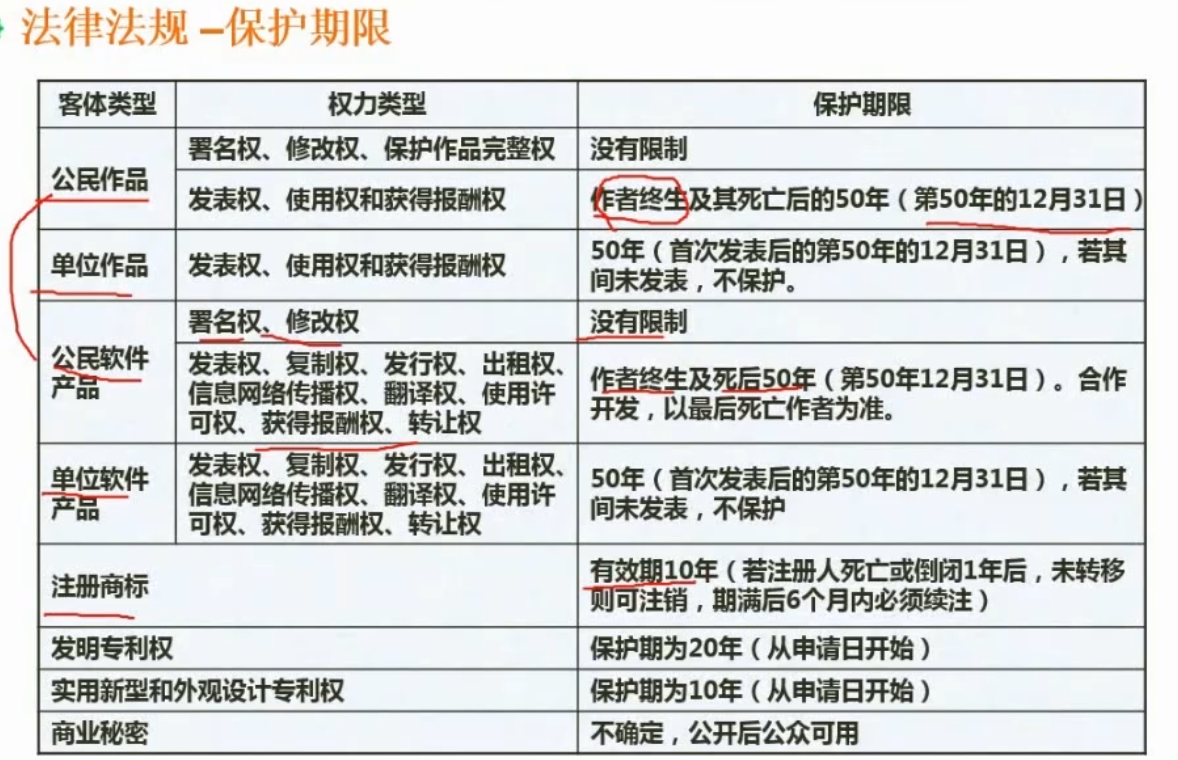 法律法规 –保护期限
客体类型 权力类型 保护期限
公民作品
署名权、修改权、保护作品完整权 没有限制
发表权、使用权和获得报酬权 作者终生及其死亡后的50年（第50年的12月31日）
单位作品 发表权、使用权和获得报酬权
50年（首次发表后的第50年的12月31日），若其
间未发表，不保护。
公民软件
产品
署名权、修改权 没有限制
发表权、复制权、发行权、出租权、
信息网络传播权、翻译权、使用许
可权、获得报酬权、转让权
作者终生及死后50年（第50年12月31日）。合作
开发，以最后死亡作者为准。
单位软件
产品
发表权、复制权、发行权、出租权、
信息网络传播权、翻译权、使用许
可权、获得报酬权、转让权
50年（首次发表后的第50年的12月31日），若其
间未发表，不保护
注册商标
有效期10年（若注册人死亡或倒闭1年后，未转移
则可注销，期满后6个月内必须续注）
发明专利权 保护期为20年（从申请日开始）
实用新型和外观设计专利权 保护期为10年（从申请日开始）
商业秘密 不确定，公开后公众可用